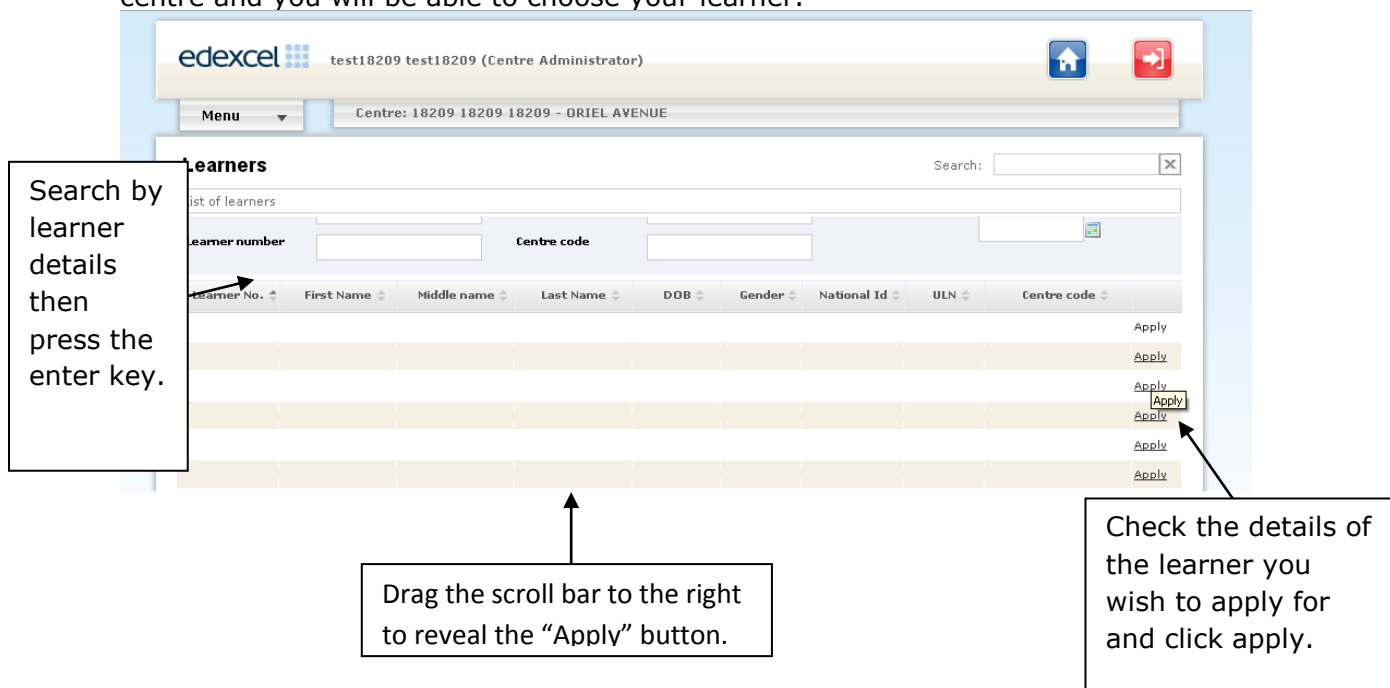 centre and you will be able to choose your learner.
edexcel test18209 test18209 (Centre Administrator)
Menu Centre: 18209 18209 18209 - ORIEL AVENUE
Learners Search:
List of learners
Learner number Centre code
Learner No. First Name Middle name Last Name DOB Gender National Id ULN Centre code
Apply
Apply
Apply
Apply
Apply
Apply
Apply
Search by
learner
details
then
press the
enter key.
Drag the scroll bar to the right
to reveal the “Apply” button.
Check the details of
the learner you
wish to apply for
and click apply.